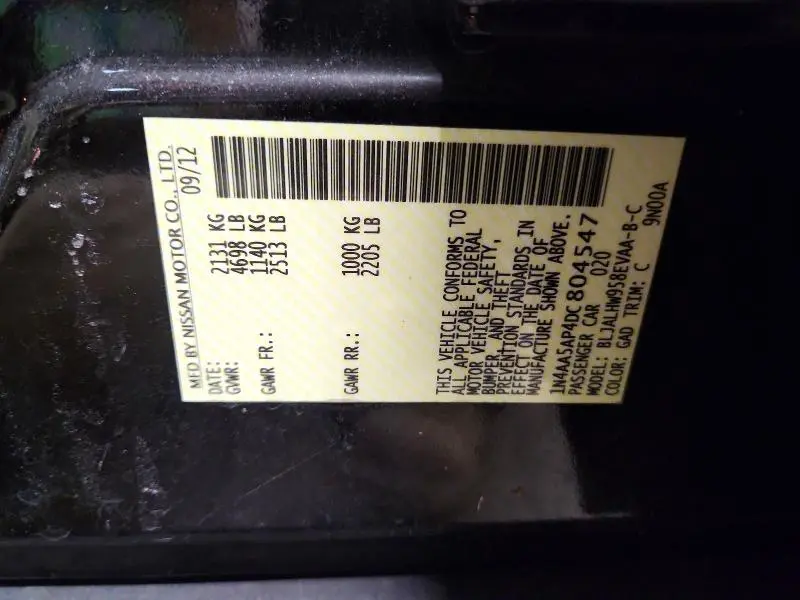 MFD BY NISSAN MOTOR CO., LTD.
DATE: 09/12
GVWR: 2131 KG
4698 LB
GAWR FR.: 1140 KG
2513 LB
GAWR RR.: 1000 KG
2205 LB
THIS VEHICLE CONFORMS TO
ALL APPLICABLE FEDERAL
MOTOR VEHICLE SAFETY,
BUMPER, AND THEFT
PREVENTION STANDARDS IN
EFFECT ON THE DATE OF
MANUFACTURE SHOWN ABOVE.
1N4AA5AP4DC804547
PASSENGER CAR 020
MODEL: BLJALHW958EVAA-B-C
COLOR: GAD TRIM: C 9N00A